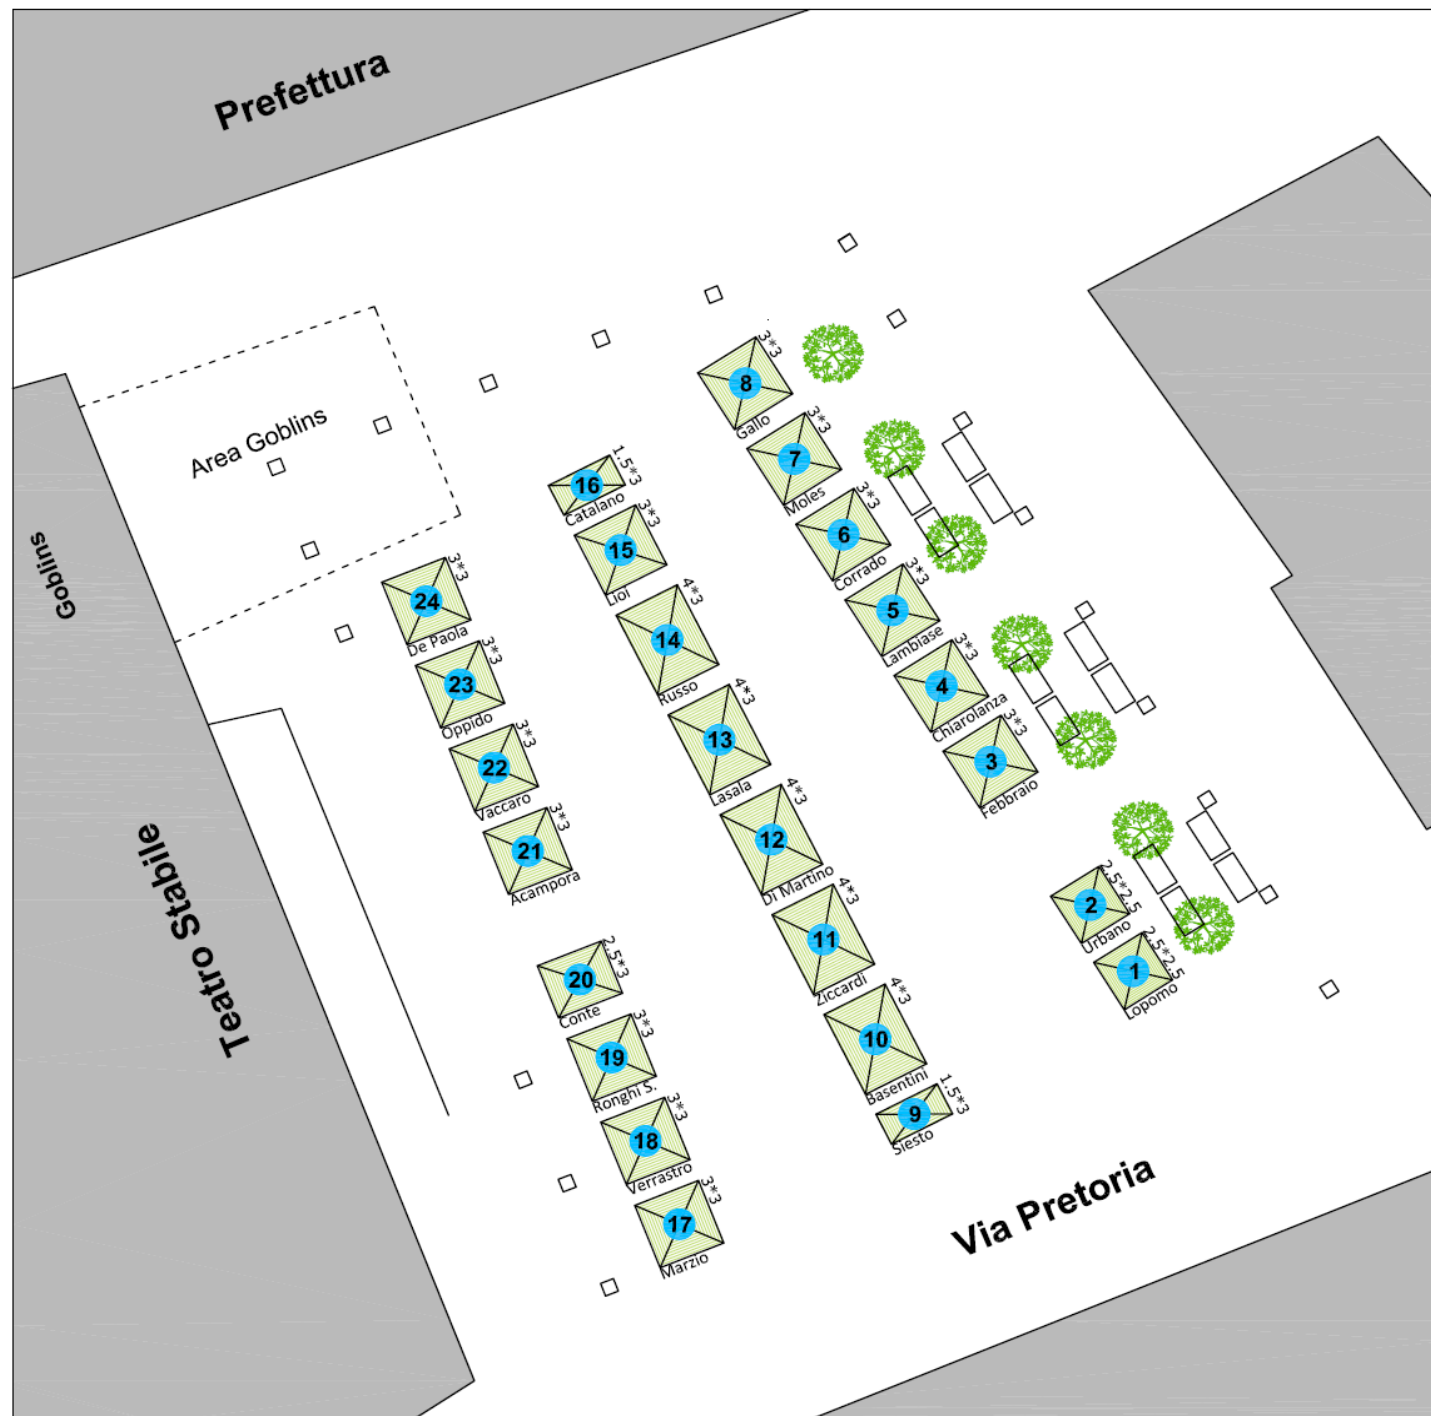 Prefettura
Area Goblins
Goblins
Teatro Stabile
Via Pretoria
8
3*3
Gallo
7
3*3
Moles
6
3*3
Corrado
5
3*3
Lambiase
4
3*3
Chiarolanza
3
3*3
Febbraio
2
2.5*2.5
Urbano
1
2.5*2.5
Lopomo
16
1.5*3
Catalano
15
3*3
Lioi
14
4*3
Russo
13
4*3
Lasala
12
4*3
Di Martino
11
4*3
Ziccardi
10
4*3
Basentini
9
1.5*3
Siesto
24
3*3
De Paola
23
3*3
Oppido
22
3*3
Vaccaro
21
3*3
Acampora
20
2.5*3
Conte
19
3*3
Ronghi S.
18
3*3
Verrastro
17
3*3
Marzio